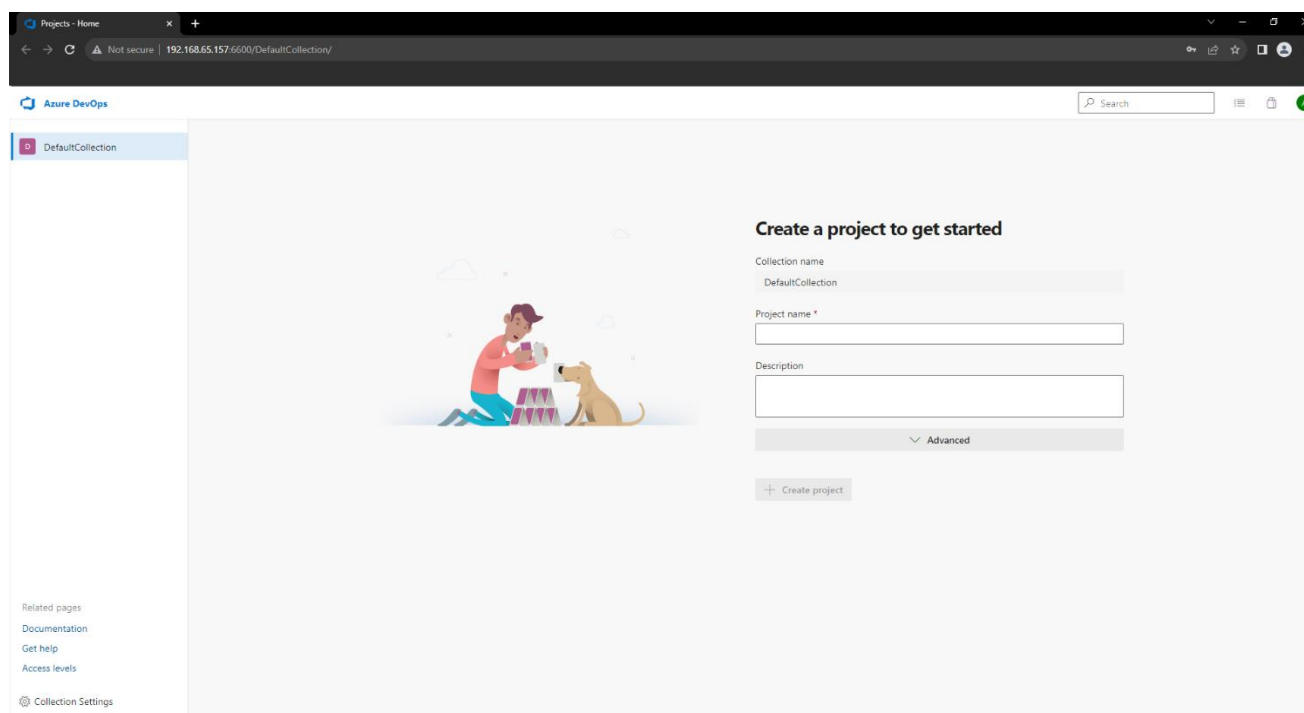 Projects - Home
Not secure | 192.168.65.157:6600/DefaultCollection/
Azure DevOps
Search
D DefaultCollection
Create a project to get started
Collection name
DefaultCollection
Project name *
Description
Advanced
Create project
Related pages
Documentation
Get help
Access levels
Collection Settings